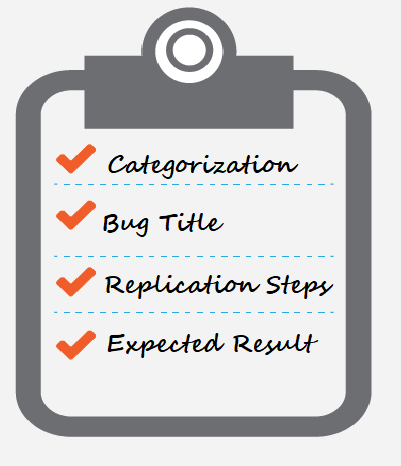 Categorization
Bug Title
Replication Steps
Expected Result